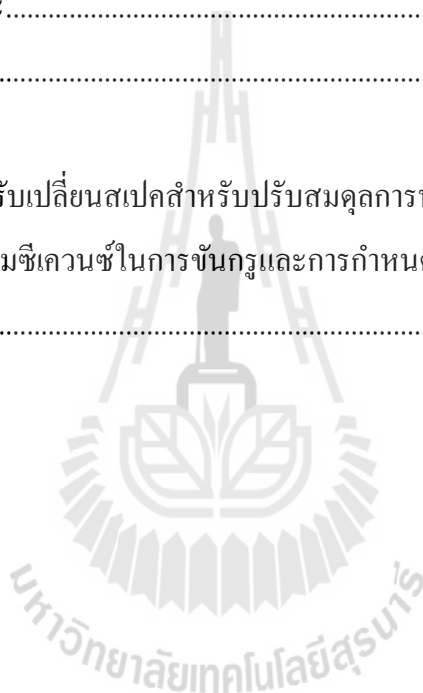 ..........................................................................
..........................................................................
รับเปลี่ยนสเปคสำหรับปรับสมดุลการ
มซีเควนซ์ในการขันกรูและการกำหนด
..........................................................................
มหาวิทยาลัยเทคโนโลยีสุรนารี